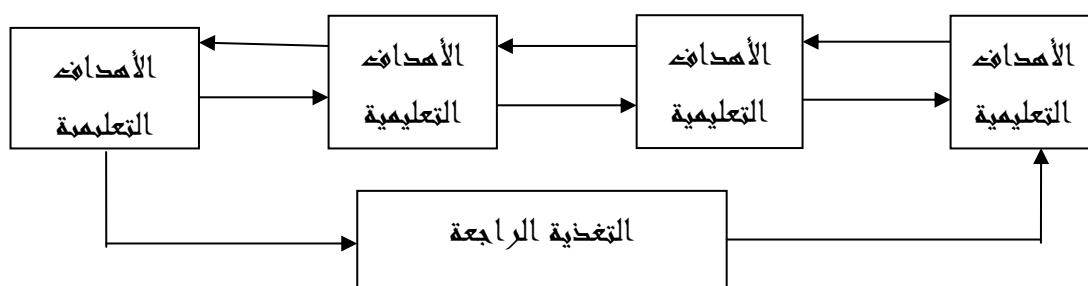 الأهداف
التعليمية
الأهداف
التعليمية
الأهداف
التعليمية
الأهداف
التعليمية
التغذية الراجعة